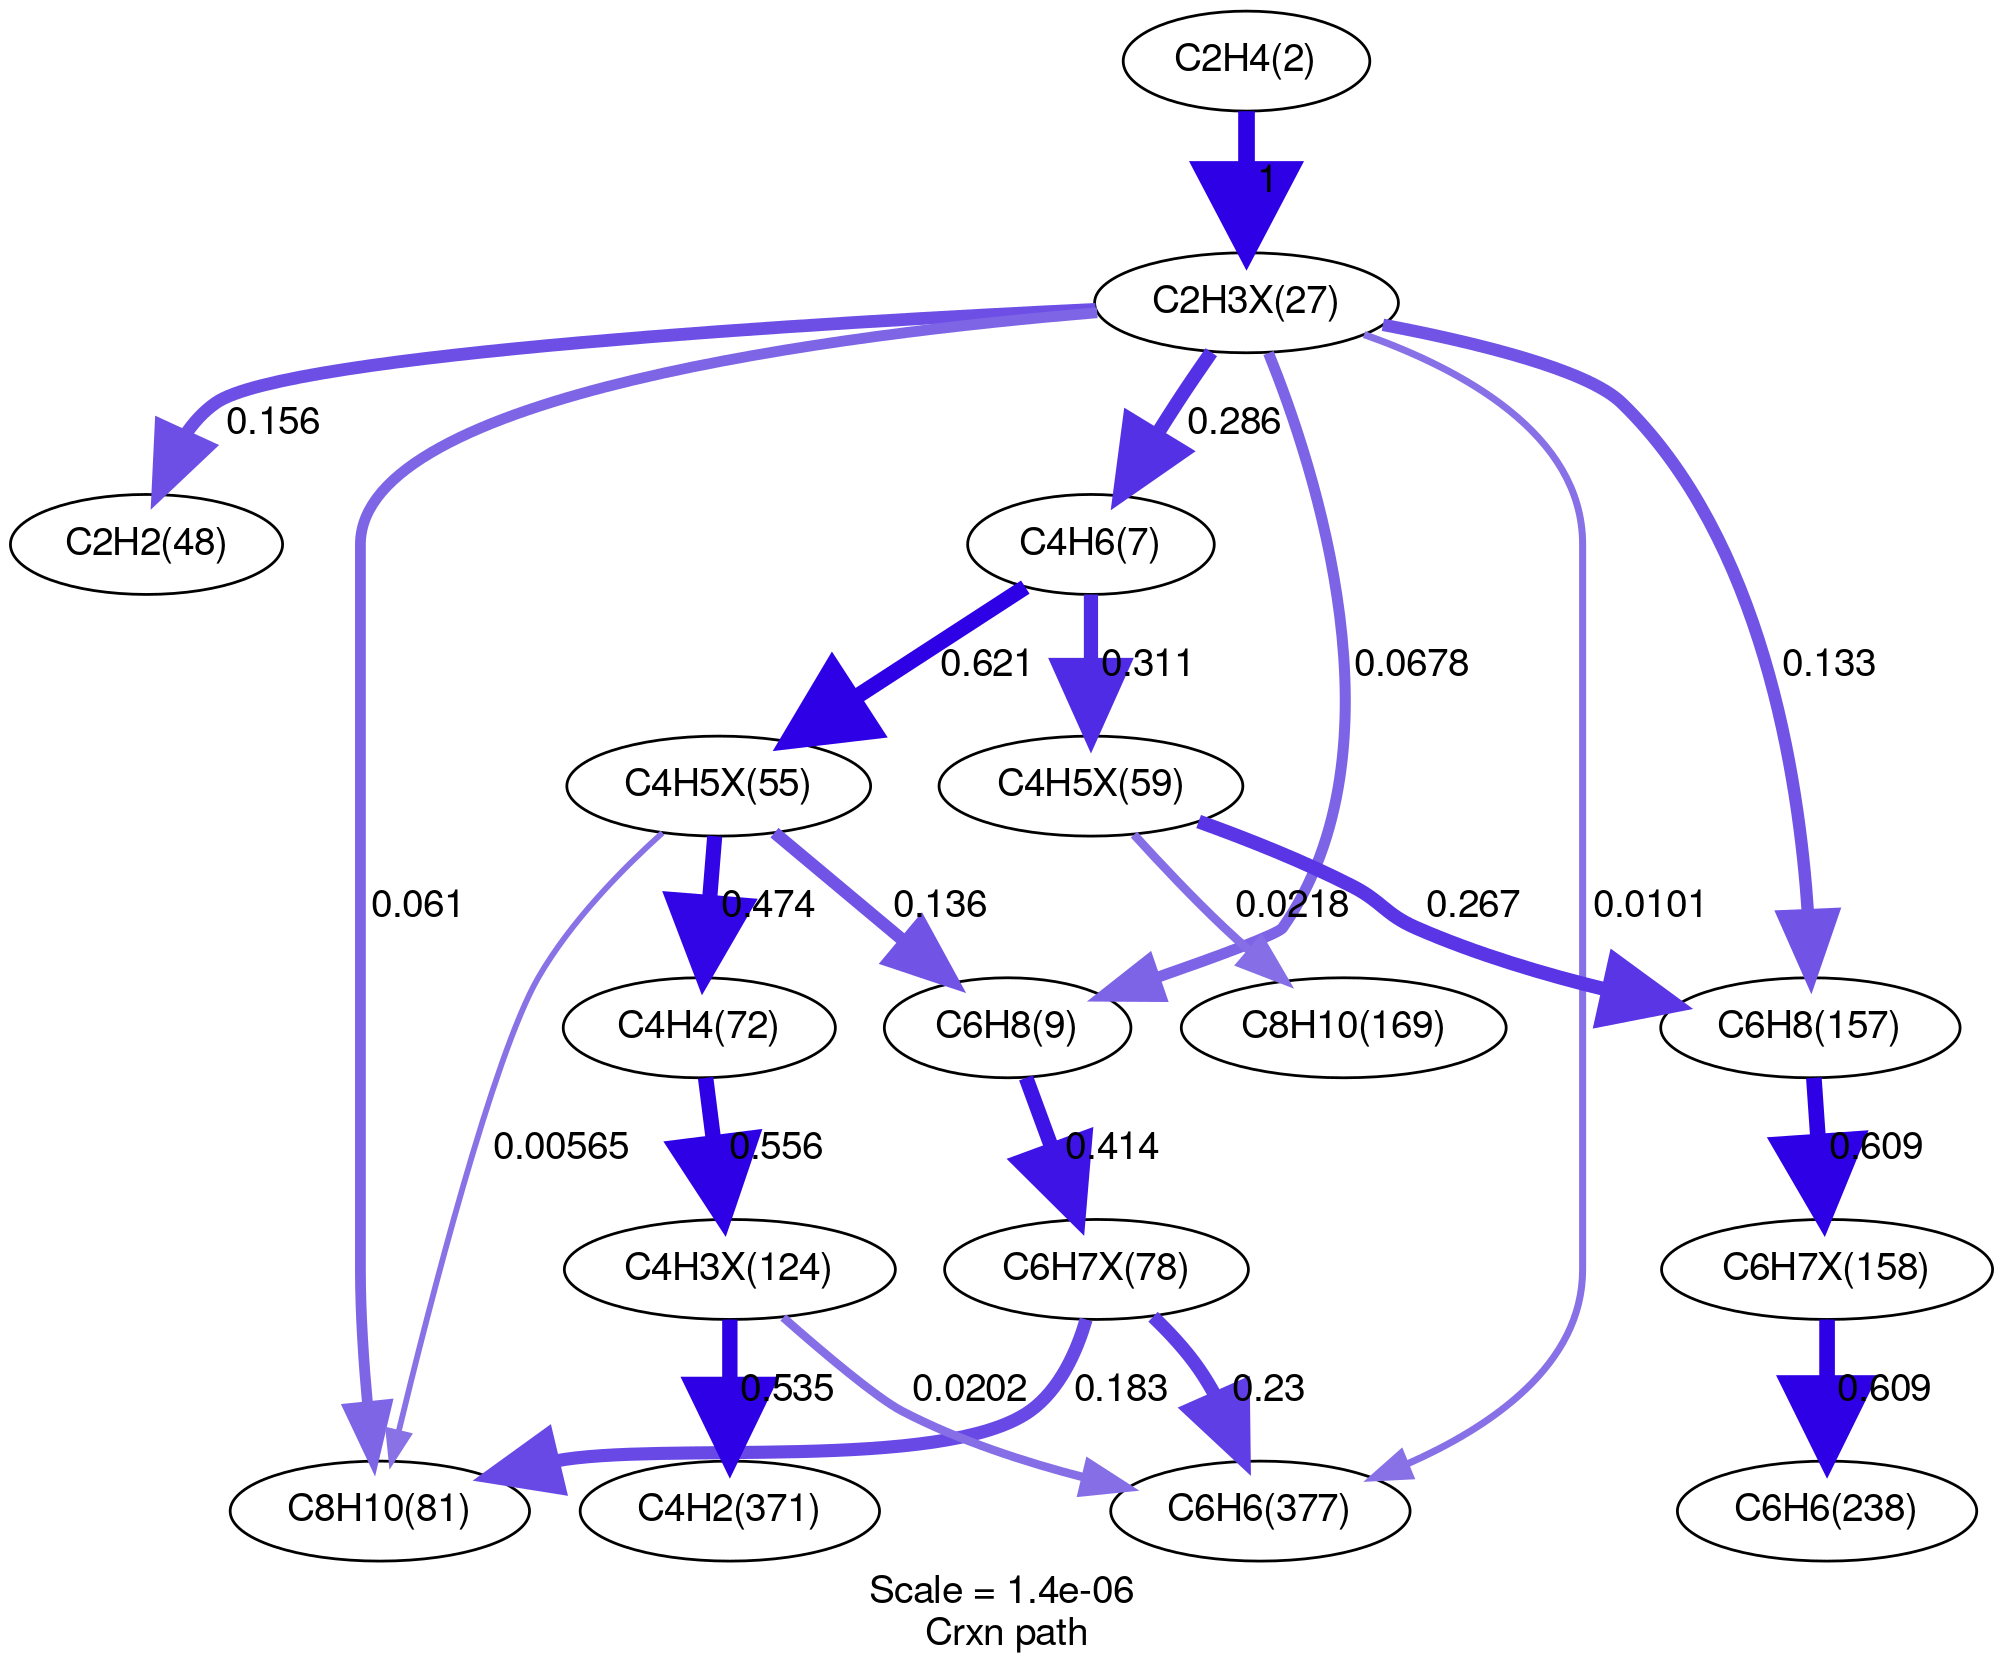 C2H4(2)
1
C2H3X(27)
0.156
0.286
C2H2(48)
C4H6(7)
0.621
0.311
0.0678
0.133
C4H5X(55)
C4H5X(59)
0.061
0.474
0.136
0.0218
0.267
0.0101
C4H4(72)
C6H8(9)
C8H10(169)
C6H8(157)
0.00565
0.556
0.414
0.609
C4H3X(124)
C6H7X(78)
C6H7X(158)
0.535
0.0202
0.183
0.23
0.609
C8H10(81)
C4H2(371)
C6H6(377)
C6H6(238)
Scale = 1.4e-06
Crxn path